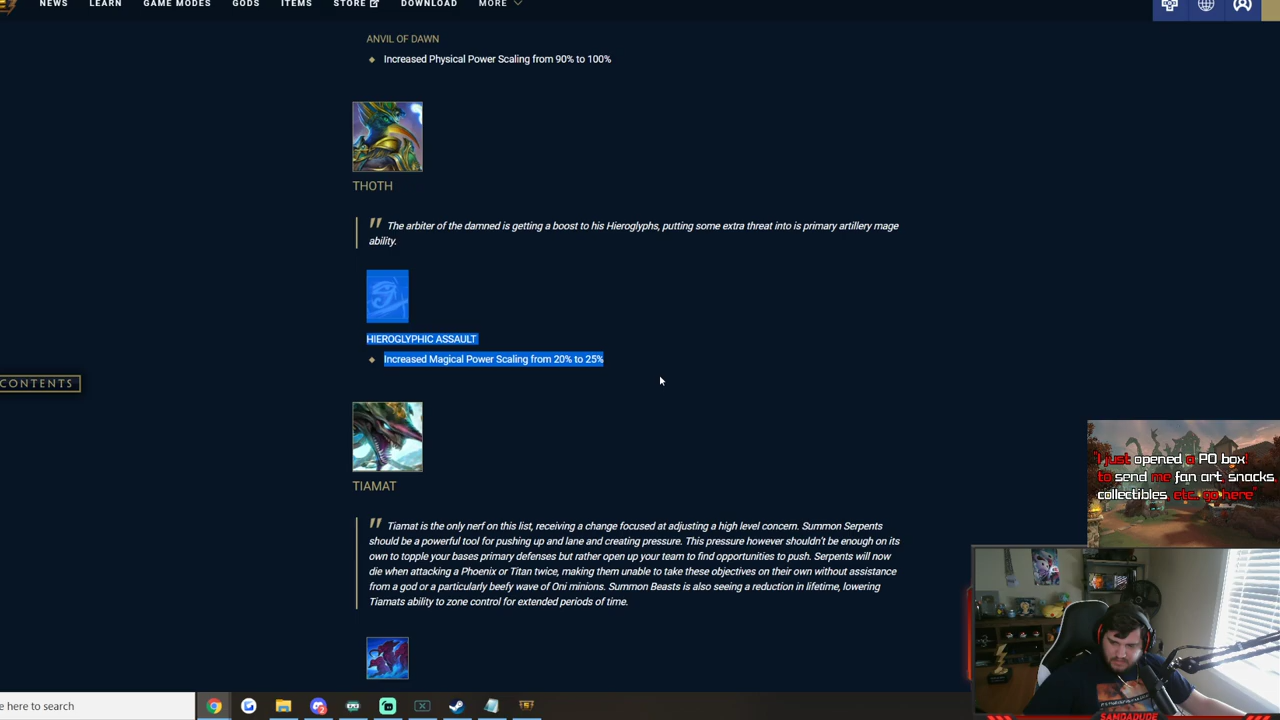 NEWS LEARN GAME MODES GODS ITEMS STORE DOWNLOAD MORE
ANVIL OF DAWN
Increased Physical Power Scaling from 90% to 100%
THOTH
The arbiter of the damned is getting a boost to his Hieroglyphs, putting some extra threat into is primary artillery mage
ability.
HIEROGLYPHIC ASSAULT
Increased Magical Power Scaling from 20% to 25%
CONTENTS
TIAMAT
Tiamat is the only nerf on this list, receiving a change focused at adjusting a high level concern. Summon Serpents
should be a powerful tool for pushing up and lane and creating pressure. This pressure however shouldn't be enough on its
own to topple your bases primary defenses but rather open up your team to find opportunities to push. Serpents will now
die when attacking a Phoenix or Titan twice, making them unable to take these objectives on their own without assistance
from a god or a particularly beefy wave of Oni minions. Summon Beasts is also seeing a reduction in lifetime, lowering
Tiamats ability to zone control for extended periods of time.
"I just opened a PO box!
to send me fan art, snacks,
collectibles, etc. go here"
SAMGADUDE
e here to search